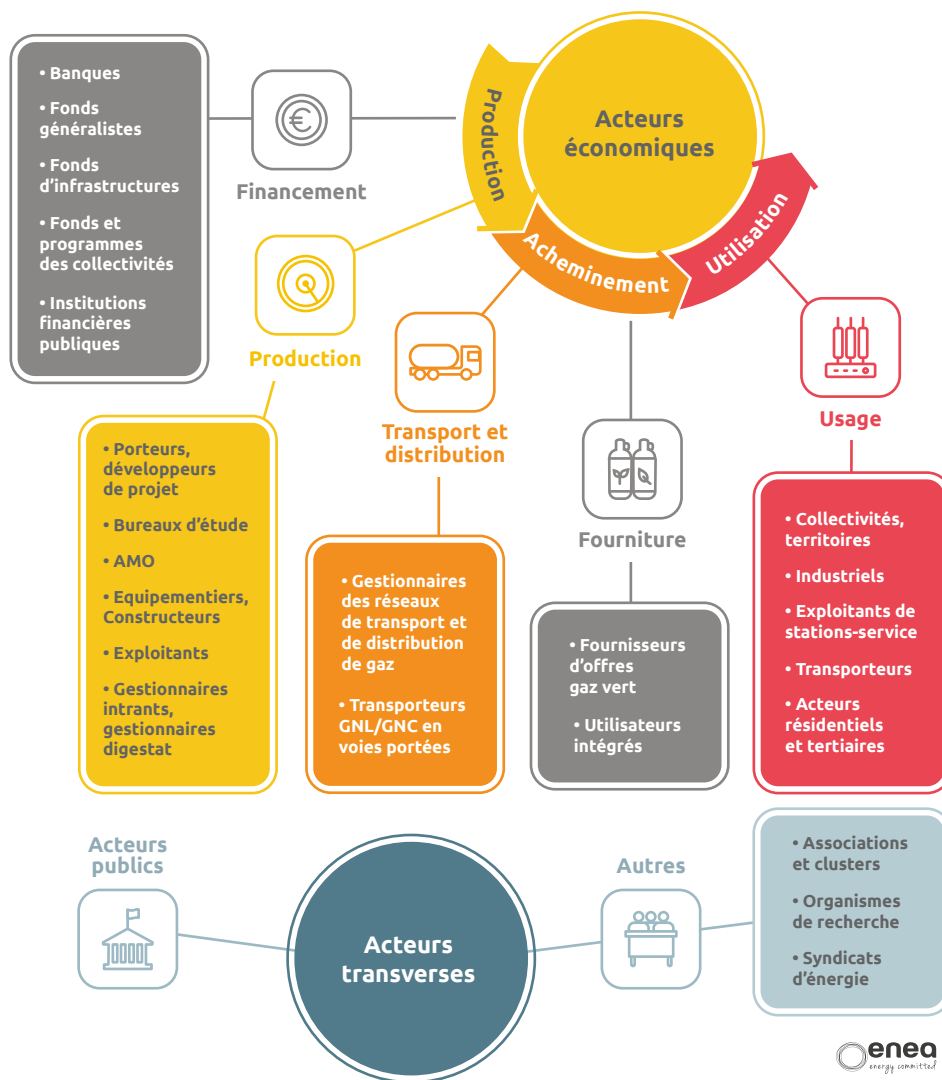 Acteurs
économiques
Production
Acheminement
Utilisation
• Banques
• Fonds
généralistes
• Fonds
d'infrastructures
• Fonds et
programmes
des collectivités
• Institutions
financières
publiques
Financement
Production
• Porteurs,
développeurs
de projet
• Bureaux d'étude
• AMO
• Equipementiers,
Constructeurs
• Exploitants
• Gestionnaires
intrants,
gestionnaires
digestat
Transport et
distribution
• Gestionnaires
des réseaux
de transport et
de distribution
de gaz
• Transporteurs
GNL/GNC en
voies portées
Fourniture
• Fournisseurs
d'offres
gaz vert
• Utilisateurs
intégrés
Usage
• Collectivités,
territoires
• Industriels
• Exploitants de
stations-service
• Transporteurs
• Acteurs
résidentiels
et tertiaires
Acteurs
publics
Acteurs
transverses
Autres
• Associations
et clusters
• Organismes
de recherche
• Syndicats
d'énergie
enea
energy committed